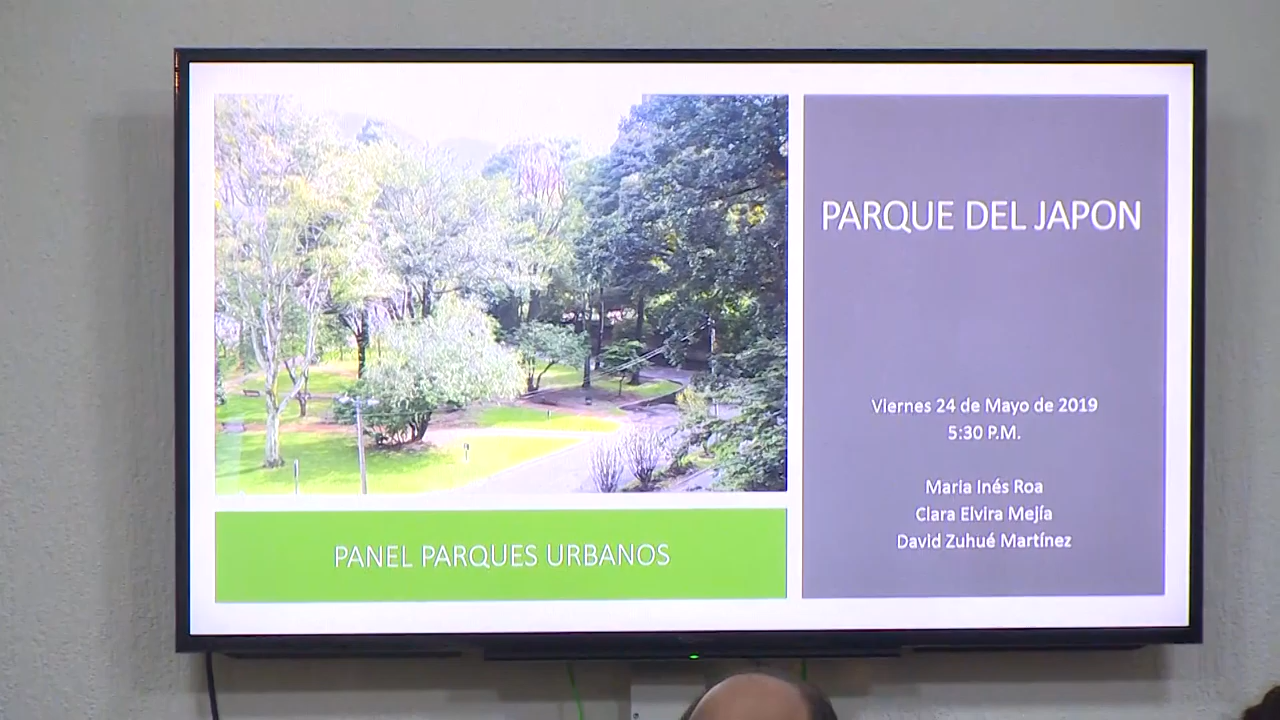 PARQUE DEL JAPON
Viernes 24 de Mayo de 2019
5:30 P.M.
Maria Inés Roa
Clara Elvira Mejía
David Zuhué Martínez
PANEL PARQUES URBANOS